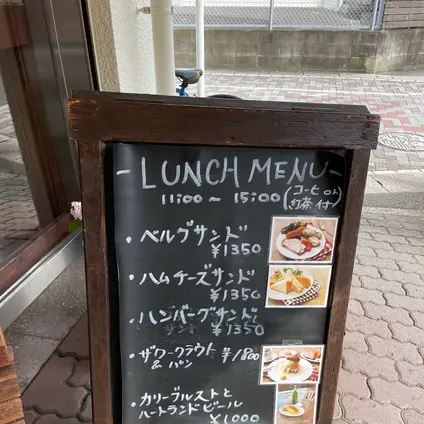 - LUNCH MENU -
11:00 ~ 15:00 (コーヒ or
紅茶 付)
・ベルグサンド
¥1350
・ハムチーズサンド
¥1350
・ハンバーグサンド
¥1350
・ザワークラウト ¥1800
& パン
・カリーブルストと
ハートランドビール
¥1000